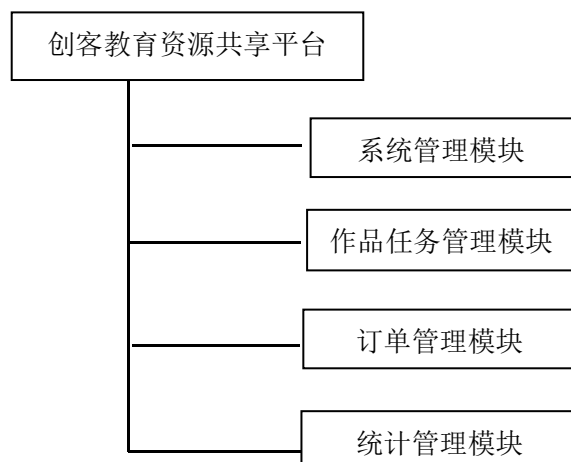 创客教育资源共享平台
系统管理模块
作品任务管理模块
订单管理模块
统计管理模块